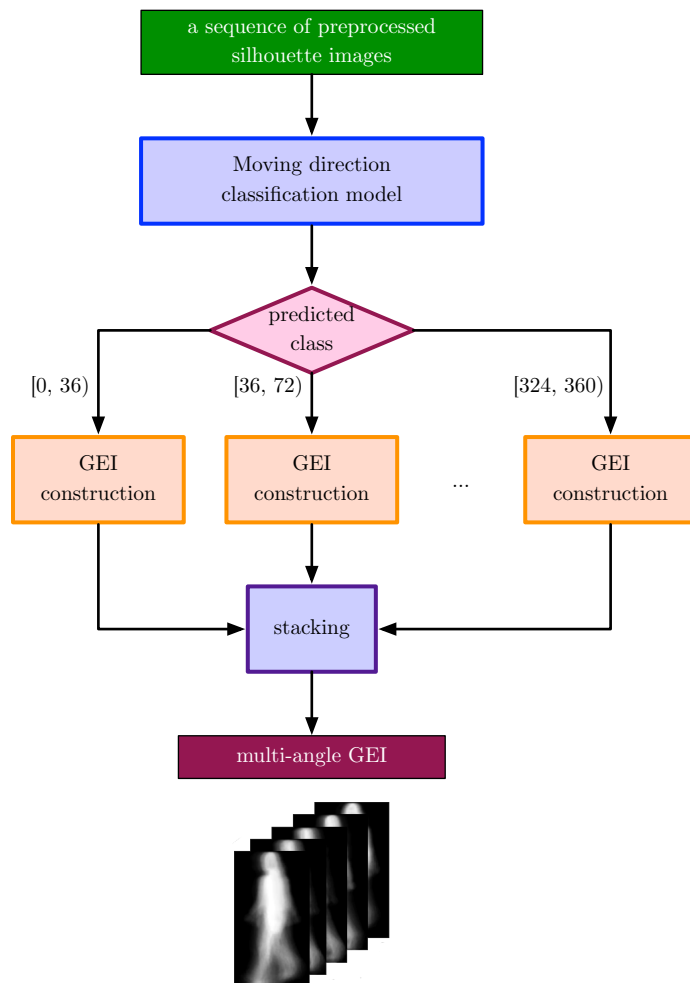 a sequence of preprocessed
silhouette images
Moving direction
classification model
predicted
class
[0, 36)
[36, 72)
[324, 360)
GEI
construction
GEI
construction
...
GEI
construction
stacking
multi-angle GEI